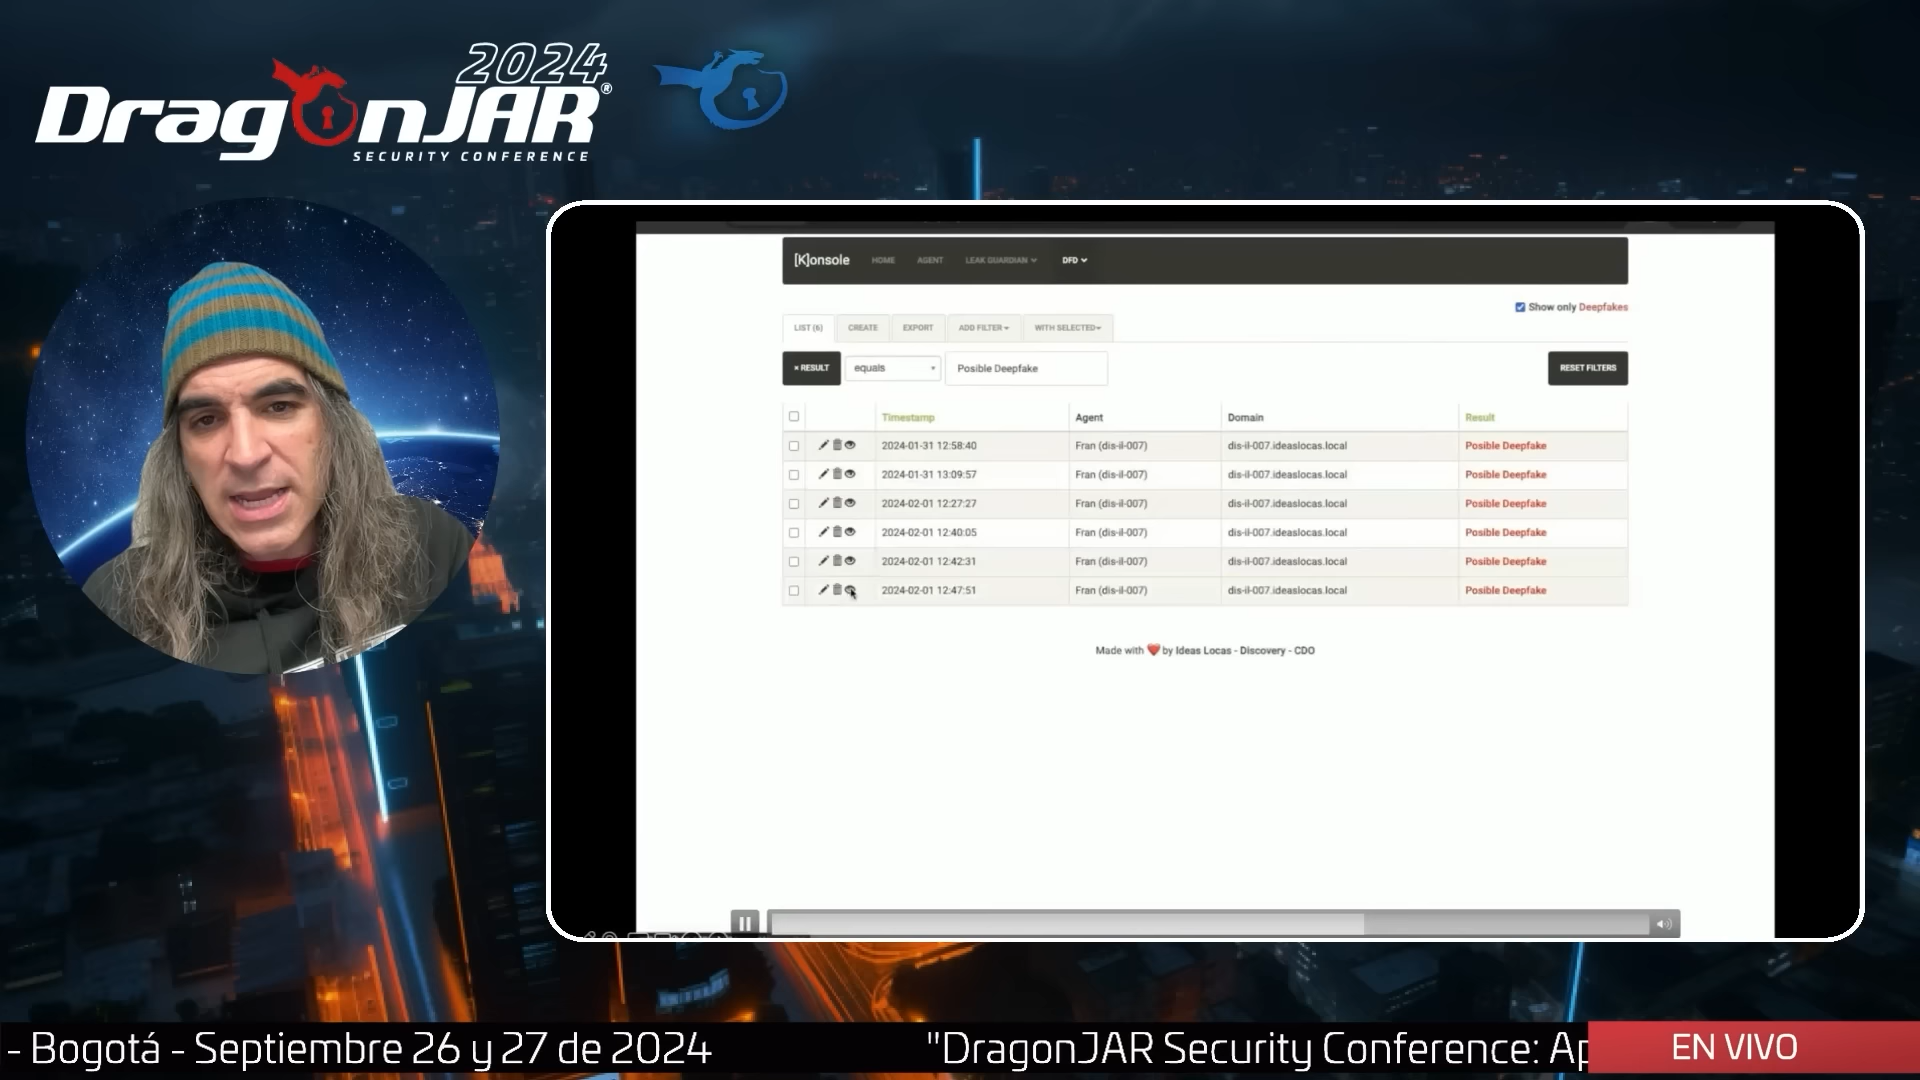 2024
DragonJAR®
SECURITY CONFERENCE
[K]onsole HOME AGENT LEAK GUARDIAN DFD
Show only Deepfakes
LIST (6) CREATE EXPORT ADD FILTER WITH SELECTED
× RESULT equals Posible Deepfake RESET FILTERS
Timestamp Agent Domain Result
2024-01-31 12:58:40 Fran (dis-il-007) dis-il-007.ideaslocas.local Posible Deepfake
2024-01-31 13:09:57 Fran (dis-il-007) dis-il-007.ideaslocas.local Posible Deepfake
2024-02-01 12:27:27 Fran (dis-il-007) dis-il-007.ideaslocas.local Posible Deepfake
2024-02-01 12:40:05 Fran (dis-il-007) dis-il-007.ideaslocas.local Posible Deepfake
2024-02-01 12:42:31 Fran (dis-il-007) dis-il-007.ideaslocas.local Posible Deepfake
2024-02-01 12:47:51 Fran (dis-il-007) dis-il-007.ideaslocas.local Posible Deepfake
Made with ❤ by Ideas Locas - Discovery - CDO
- Bogotá - Septiembre 26 y 27 de 2024 "DragonJAR Security Conference: Ap
EN VIVO